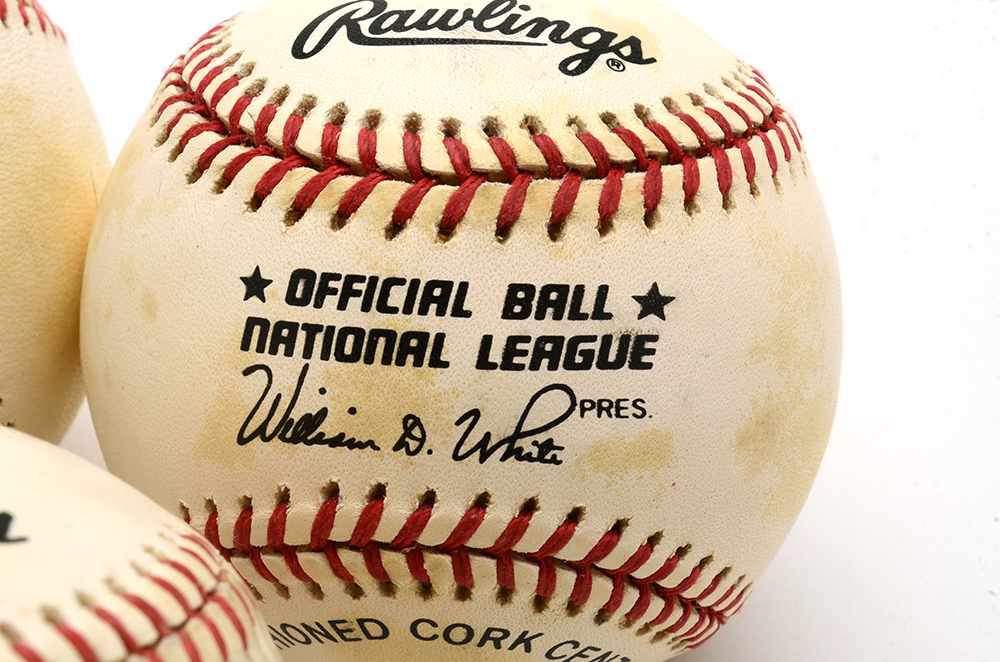 Rawlings®
★ OFFICIAL BALL ★
NATIONAL LEAGUE
William D. White PRES.
CORK